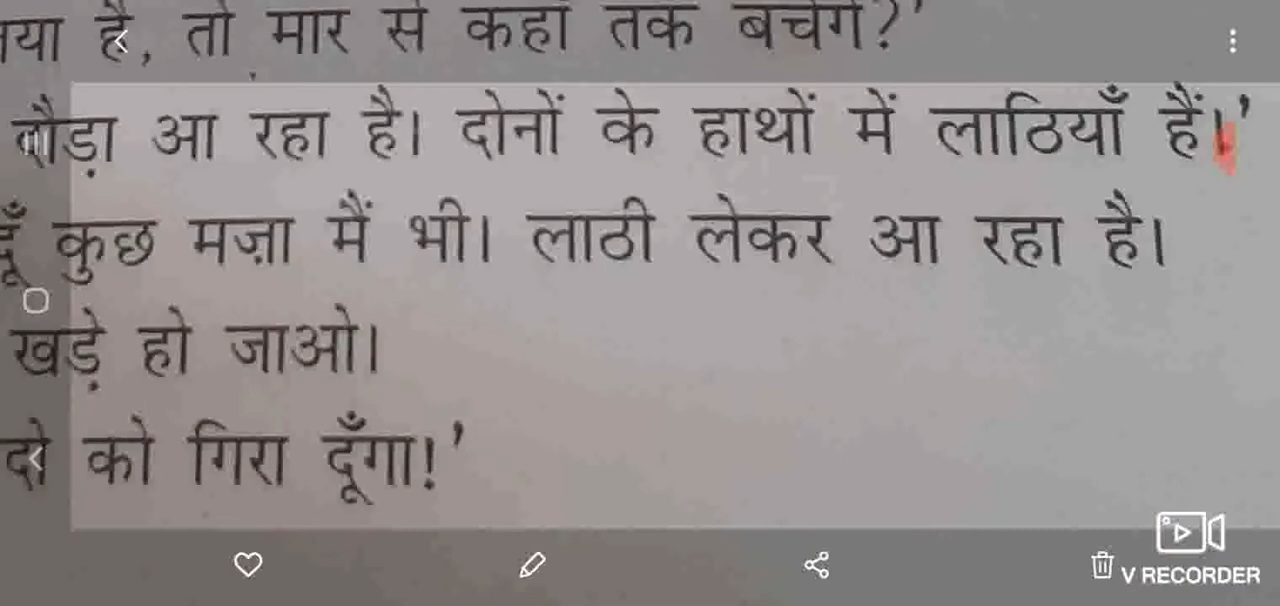 है, तो मार से कहाँ तक बचेंगे?'
दौड़ा आ रहा है। दोनों के हाथों में लाठियाँ हैं।'
कुछ मज़ा मैं भी। लाठी लेकर आ रहा है।
खड़े हो जाओ।
दो को गिरा दूँगा!'
V RECORDER